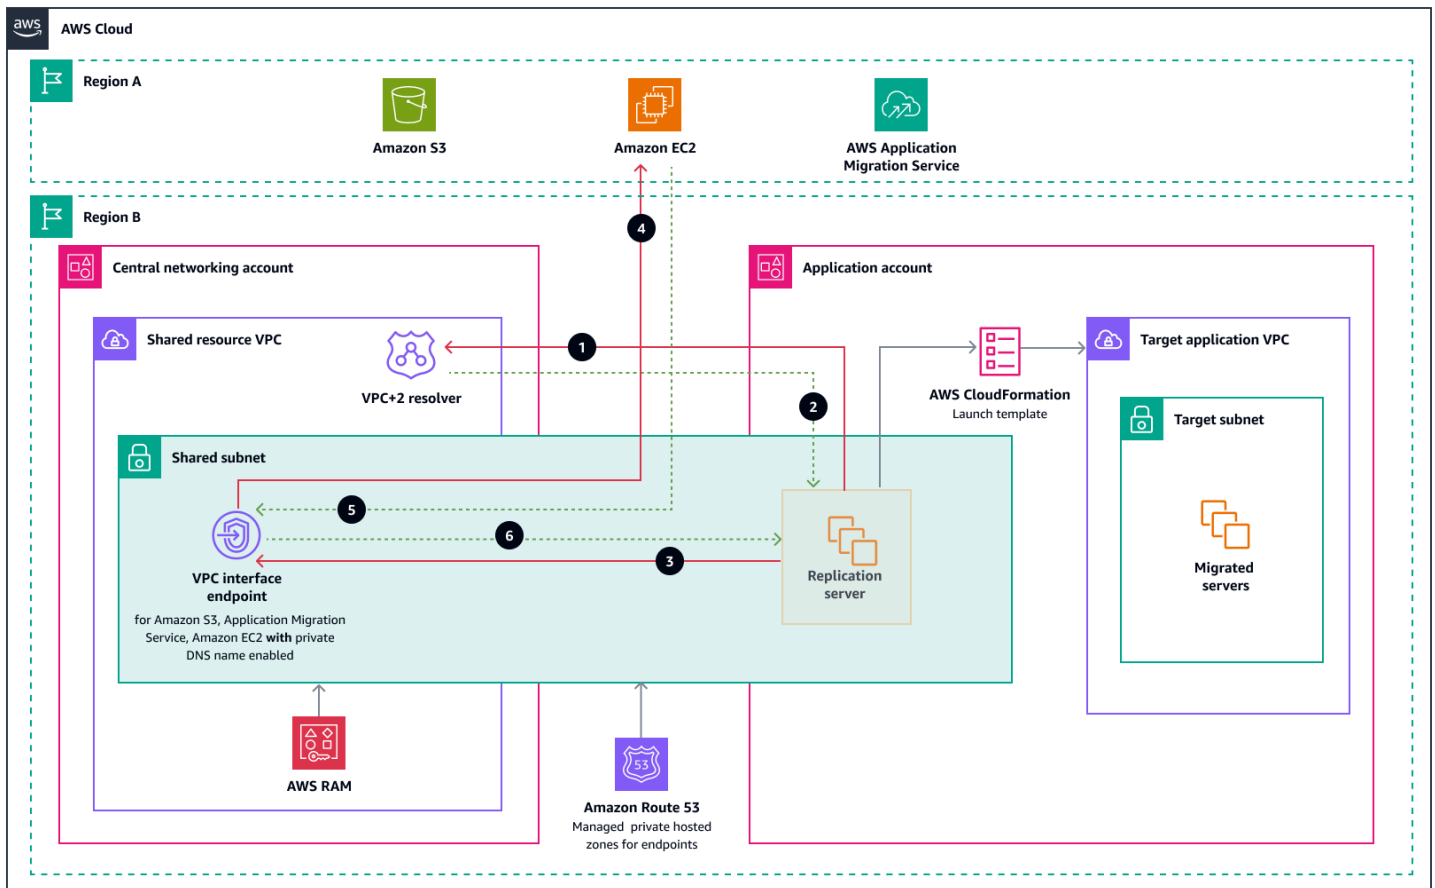 aws
AWS Cloud
Region A
Amazon S3
Amazon EC2
AWS Application
Migration Service
Region B
4
Central networking account
Application account
Shared resource VPC
VPC+2 resolver
1
2
AWS CloudFormation
Launch template
Target application VPC
Target subnet
Shared subnet
5
6
3
VPC interface
endpoint
for Amazon S3, Application Migration
Service, Amazon EC2 with private
DNS name enabled
Replication
server
Migrated
servers
AWS RAM
53
Amazon Route 53
Managed private hosted
zones for endpoints